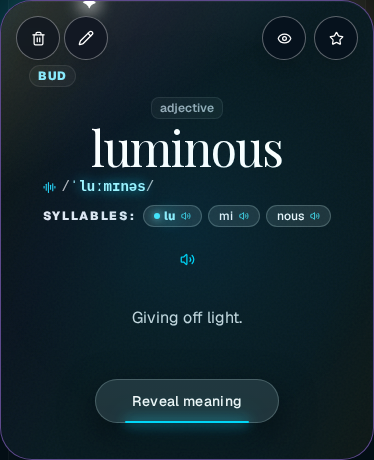 BUD
adjective
luminous
/ˈluːmɪnəs/
SYLLABLES: lu mi nous
Giving off light.
Reveal meaning